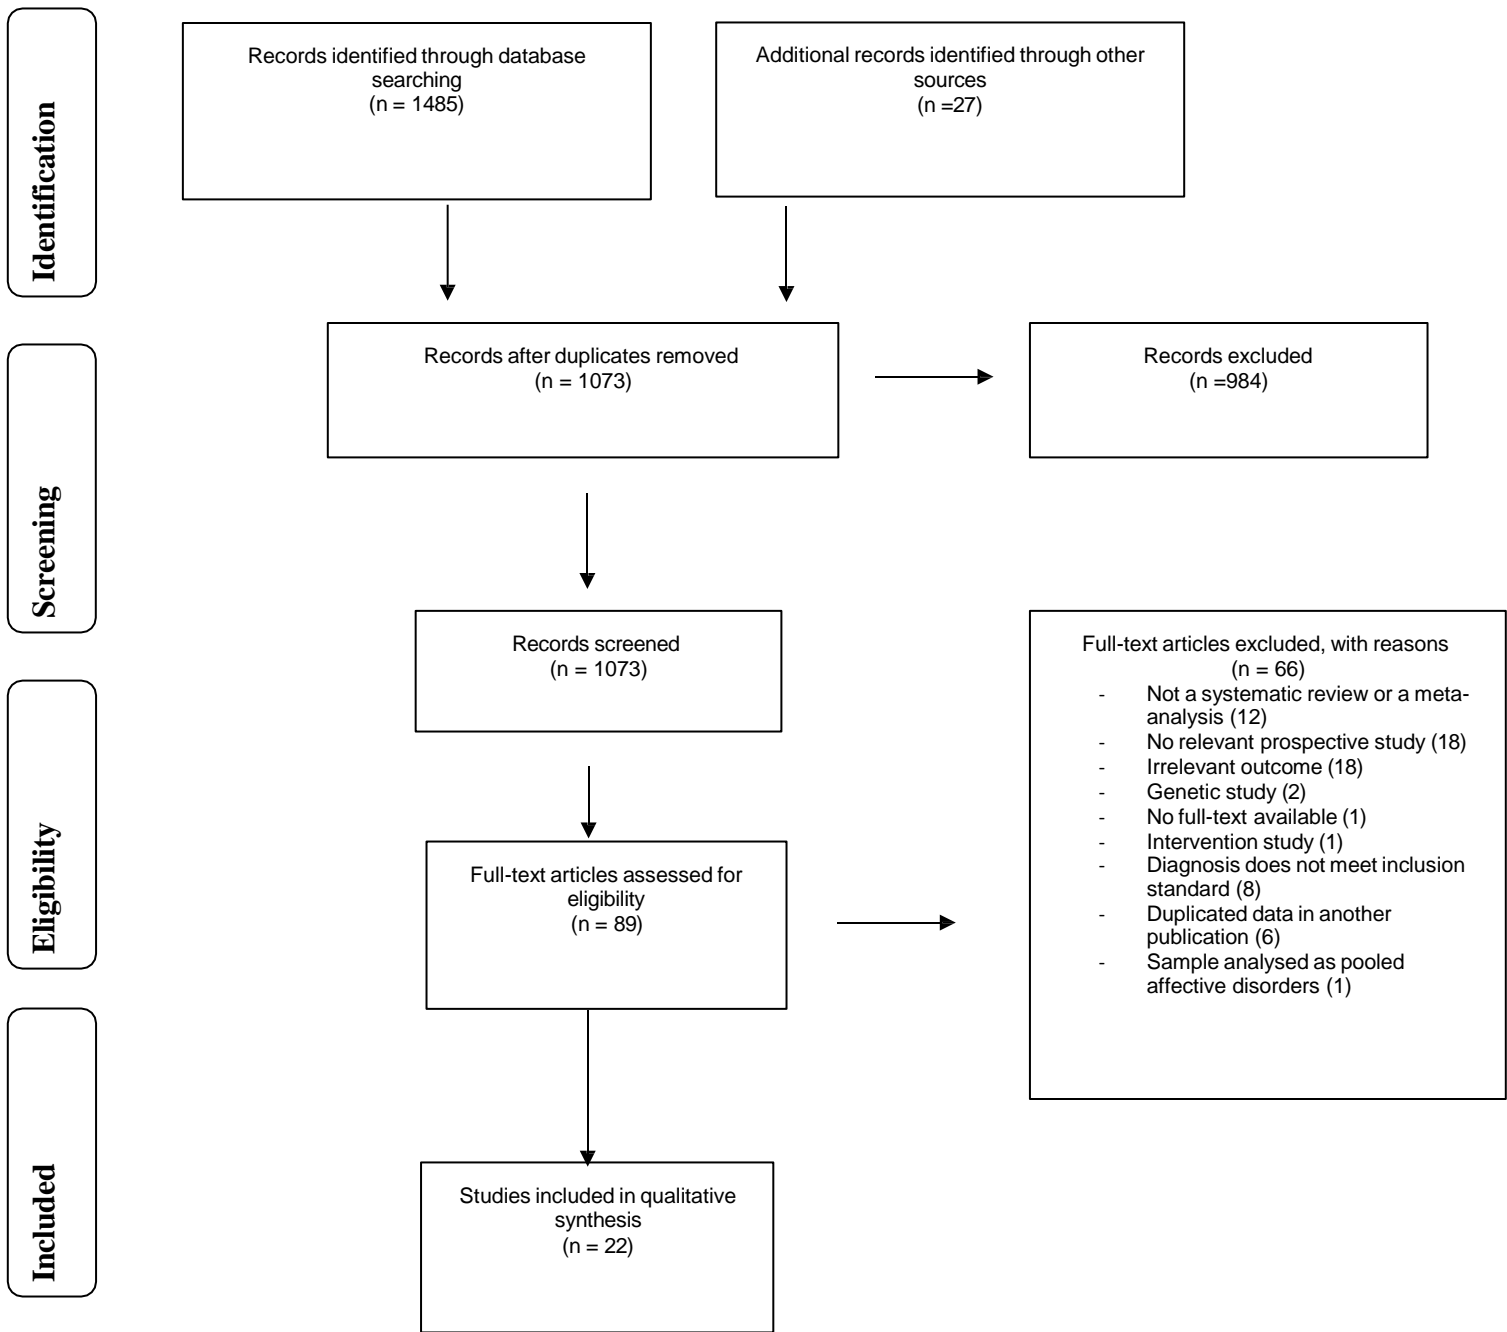 Identification
Records identified through database
searching
(n = 1485)
Additional records identified through other
sources
(n =27)
Records after duplicates removed
(n = 1073)
Records excluded
(n =984)
Screening
Records screened
(n = 1073)
Full-text articles excluded, with reasons
(n = 66)
- Not a systematic review or a meta-
analysis (12)
- No relevant prospective study (18)
- Irrelevant outcome (18)
- Genetic study (2)
- No full-text available (1)
- Intervention study (1)
- Diagnosis does not meet inclusion
standard (8)
- Duplicated data in another
publication (6)
- Sample analysed as pooled
affective disorders (1)
Eligibility
Full-text articles assessed for
eligibility
(n = 89)
Included
Studies included in qualitative
synthesis
(n = 22)